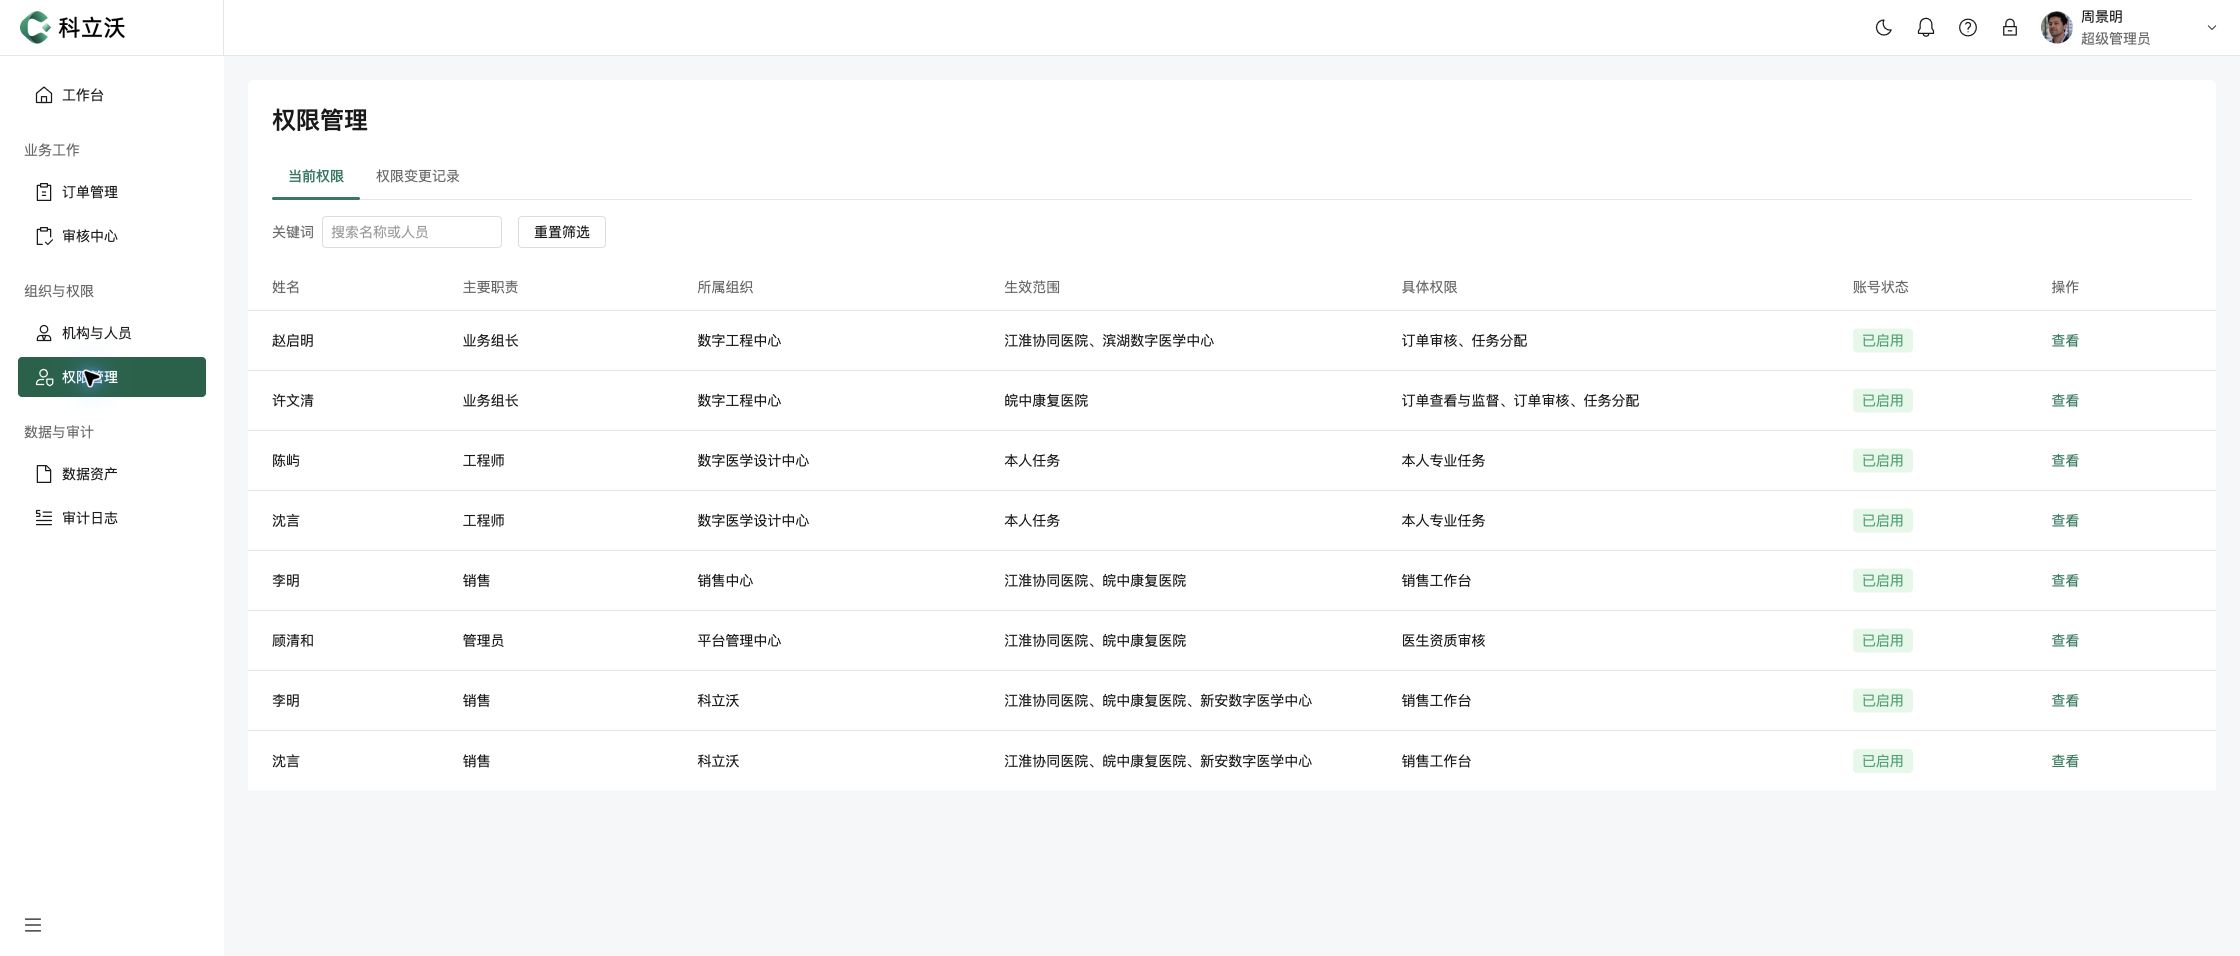 科立沃
周景明
超级管理员
工作台
业务工作
订单管理
审核中心
组织与权限
机构与人员
权限管理
数据与审计
数据资产
审计日志
权限管理
当前权限 权限变更记录
关键词 搜索名称或人员 重置筛选
姓名 主要职责 所属组织 生效范围 具体权限 账号状态 操作
赵启明 业务组长 数字工程中心 江淮协同医院、滨湖数字医学中心 订单审核、任务分配 已启用 查看
许文清 业务组长 数字工程中心 皖中康复医院 订单查看与监督、订单审核、任务分配 已启用 查看
陈屿 工程师 数字医学设计中心 本人任务 本人专业任务 已启用 查看
沈言 工程师 数字医学设计中心 本人任务 本人专业任务 已启用 查看
李明 销售 销售中心 江淮协同医院、皖中康复医院 销售工作台 已启用 查看
顾清和 管理员 平台管理中心 江淮协同医院、皖中康复医院 医生资质审核 已启用 查看
李明 销售 科立沃 江淮协同医院、皖中康复医院、新安数字医学中心 销售工作台 已启用 查看
沈言 销售 科立沃 江淮协同医院、皖中康复医院、新安数字医学中心 销售工作台 已启用 查看